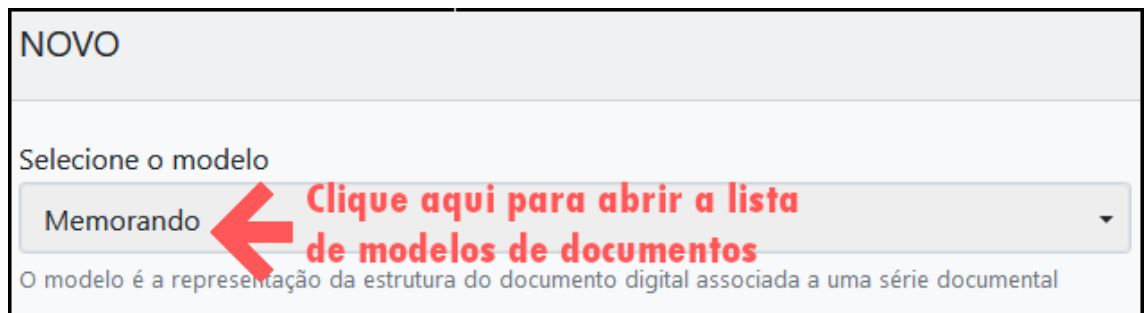 NOVO
Selecione o modelo
Memorando
Clique aqui para abrir a lista
de modelos de documentos
O modelo é a representação da estrutura do documento digital associada a uma série documental